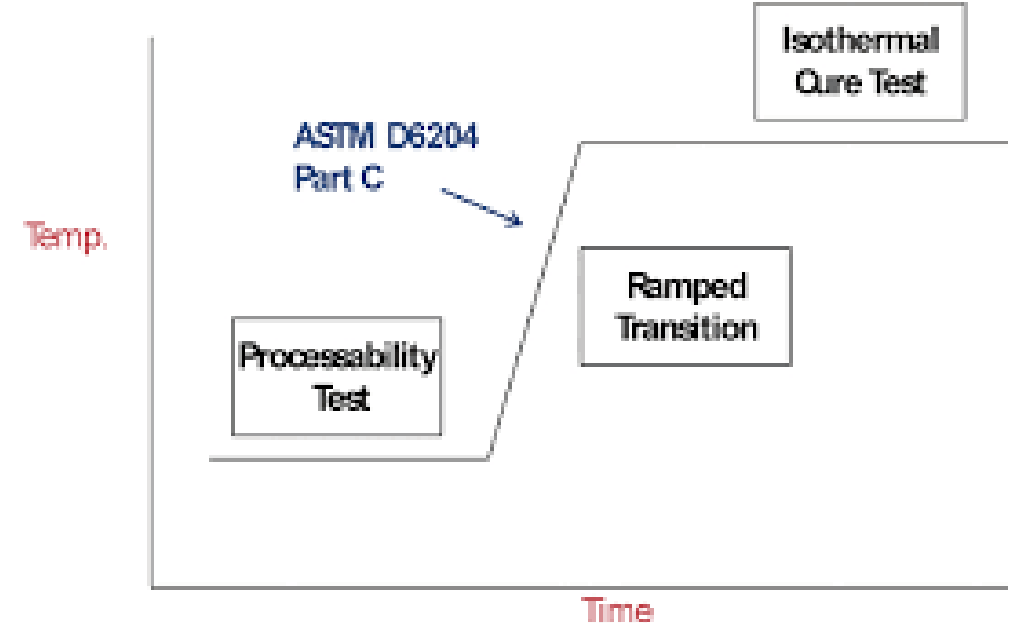 Isothermal
Cure Test
ASTM D6204
Part C
Temp.
Ramped
Transition
Processability
Test
Time